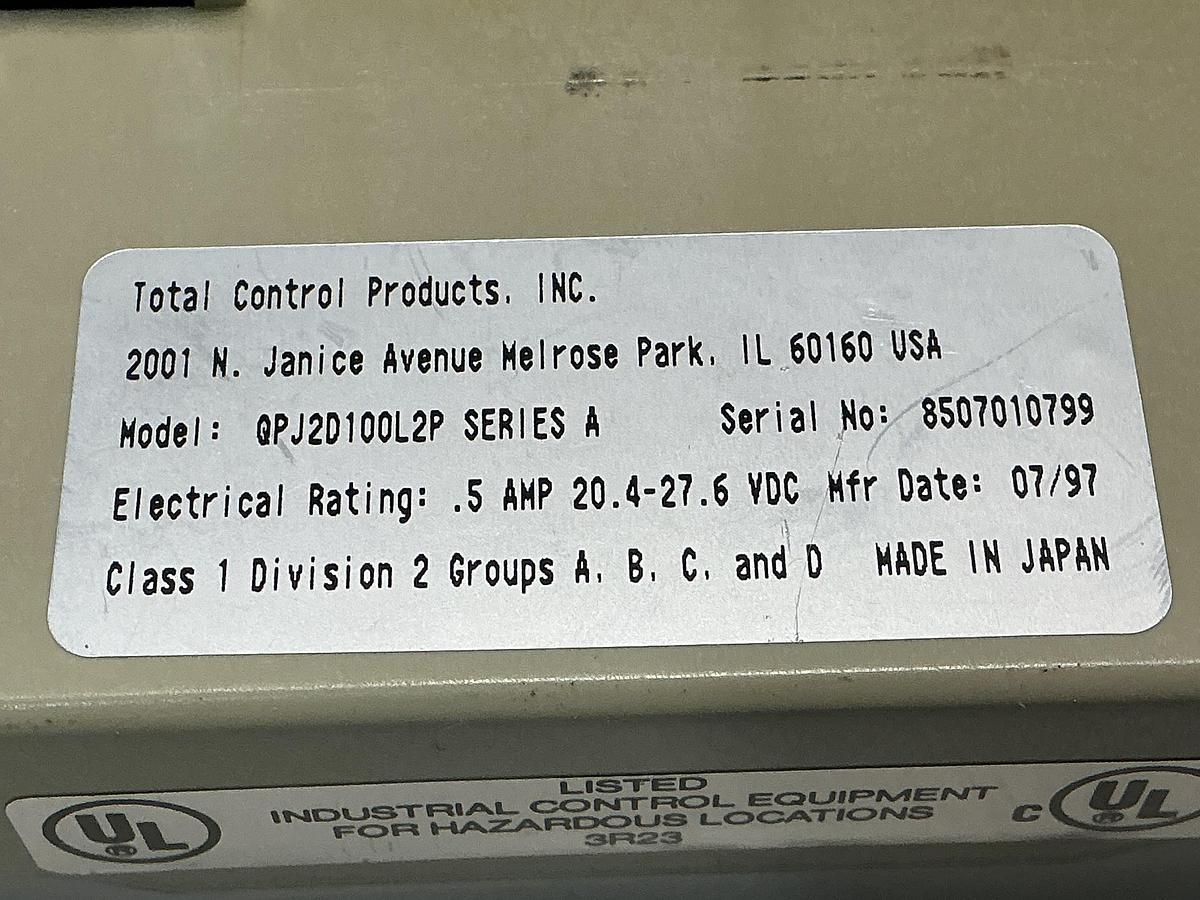 Total Control Products, INC.
2001 N. Janice Avenue Melrose Park, IL 60160 USA
Model: QPJ2D100L2P SERIES A Serial No: 8507010799
Electrical Rating: .5 AMP 20.4-27.6 VDC Mfr Date: 07/97
Class 1 Division 2 Groups A, B, C, and D MADE IN JAPAN
LISTED
UL ® INDUSTRIAL CONTROL EQUIPMENT C UL ®
FOR HAZARDOUS LOCATIONS
3R23